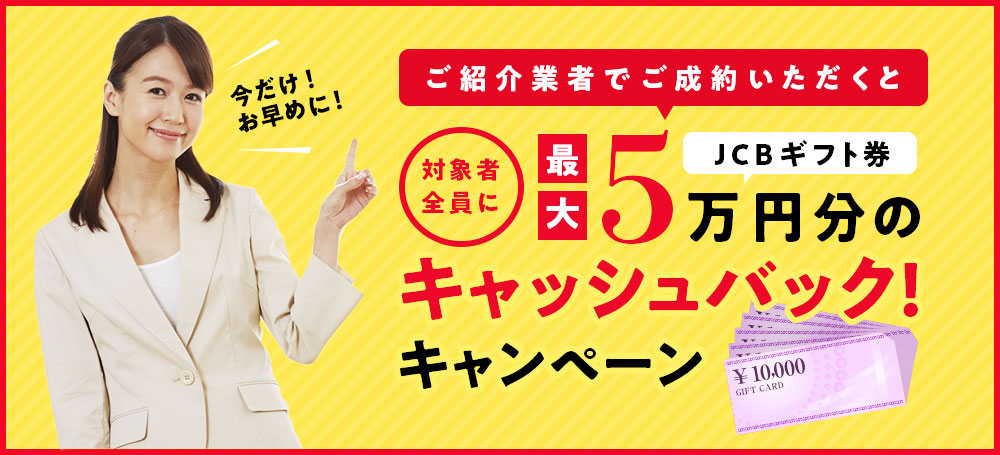 今だけ!
お早めに!
ご紹介業者でご成約いただくと
対象者
全員に
最大5万円分の
JCBギフト券
キャッシュバック!
キャンペーン
¥10,000
GIFT CARD